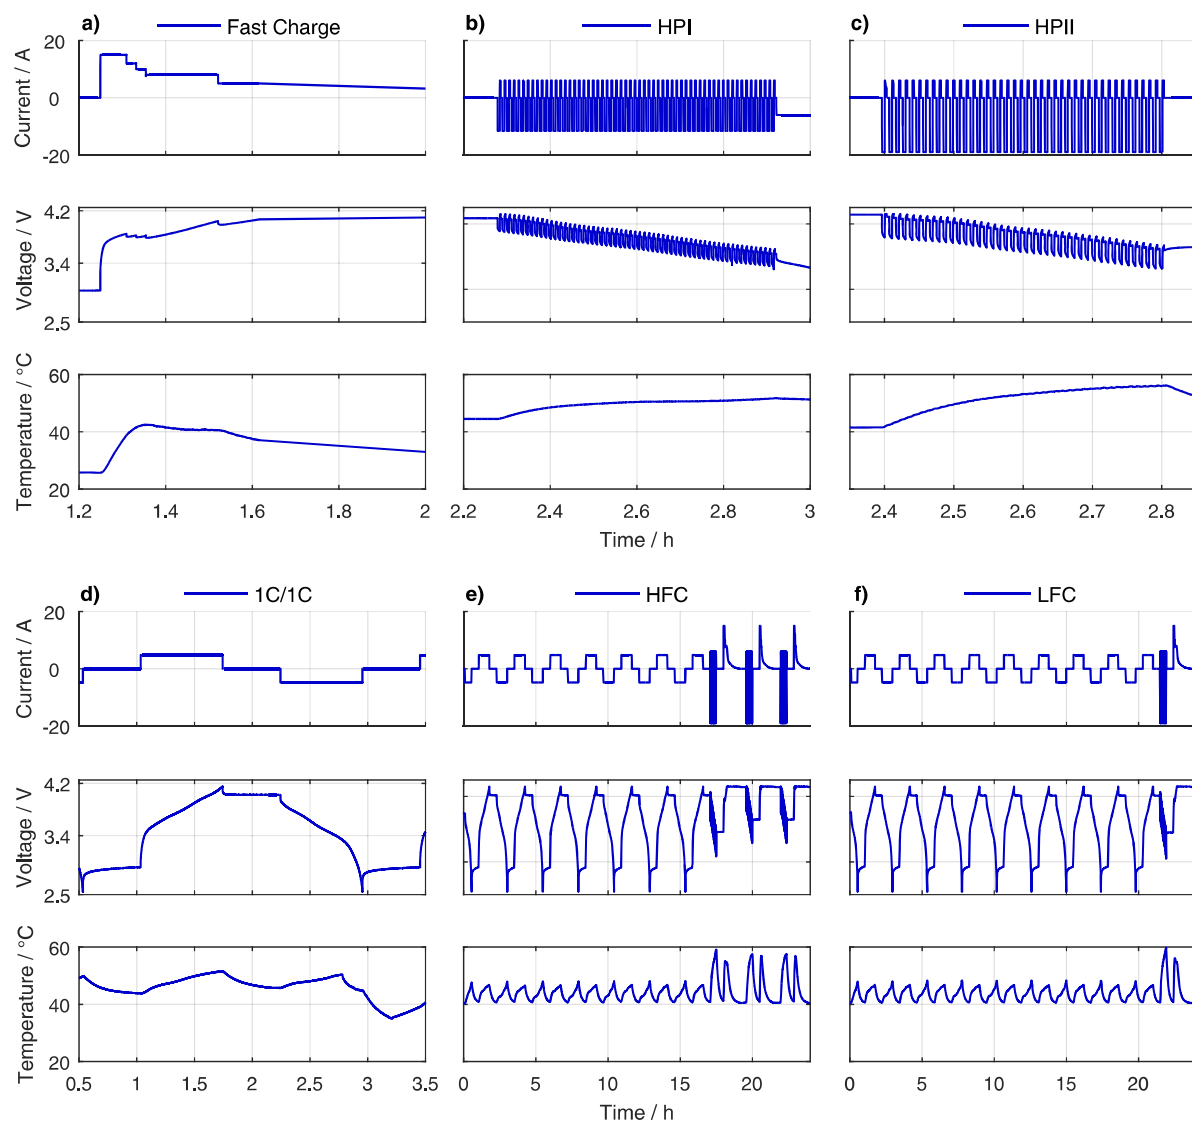 a) Fast Charge b) HPI c) HPII
Current / A
20
0
-20
Voltage / V
4.2
3.4
2.5
Temperature / °C
60
40
20
1.2 1.4 1.6 1.8 2 2.2 2.4 2.6 2.8 3 2.4 2.5 2.6 2.7 2.8
Time / h
d) 1C/1C e) HFC f) LFC
Current / A
20
0
-20
Voltage / V
4.2
3.4
2.5
Temperature / °C
60
40
20
0.5 1 1.5 2 2.5 3 3.5 0 5 10 15 20 0 5 10 15 20
Time / h